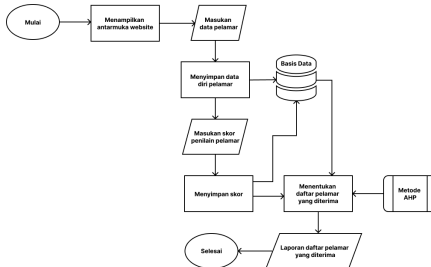 Mulai
Menampilkan
antarmuka website
Masukan
data pelamar
Menyimpan data
diri pelamar
Basis Data
Masukan skor
penilain pelamar
Menyimpan skor
Menentukan
daftar pelamar
yang diterima
Metode
AHP
Selesai
Laporan daftar pelamar
yang diterima